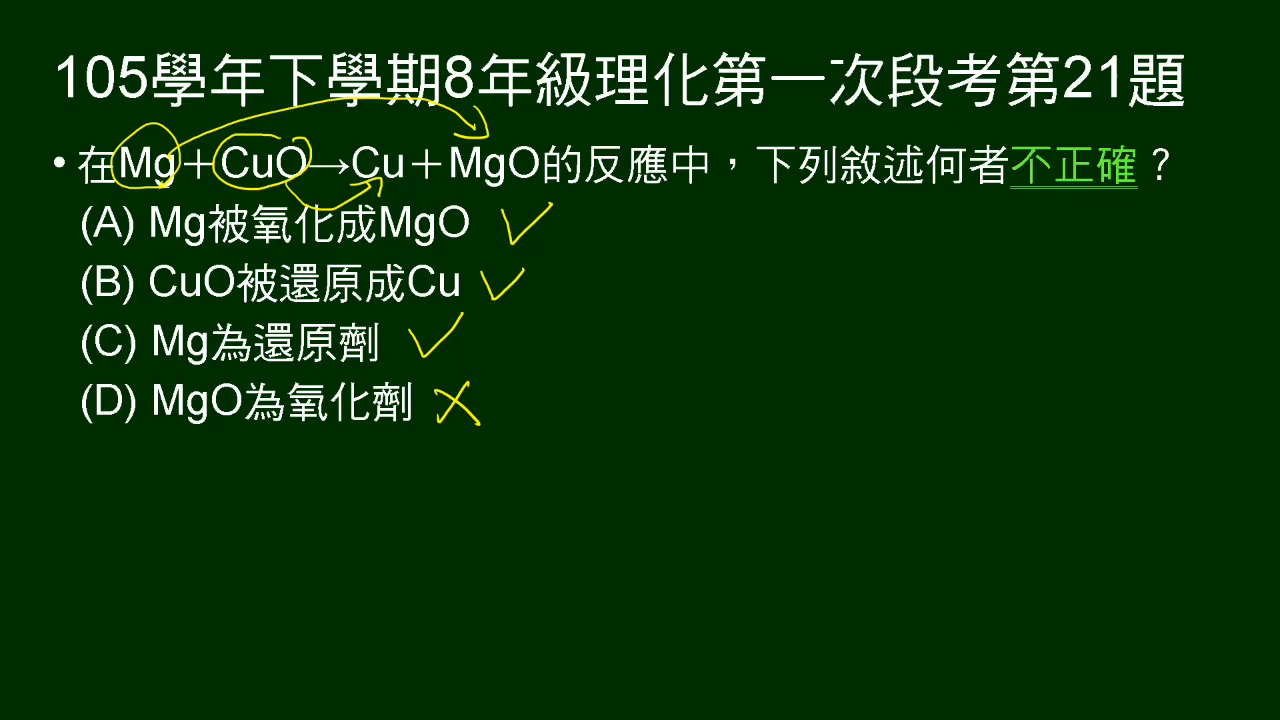 105學年下學期8年級理化第一次段考第21題
•在Mg＋CuO→Cu＋MgO的反應中，下列敘述何者不正確？
(A) Mg被氧化成MgO
(B) CuO被還原成Cu
(C) Mg為還原劑
(D) MgO為氧化劑